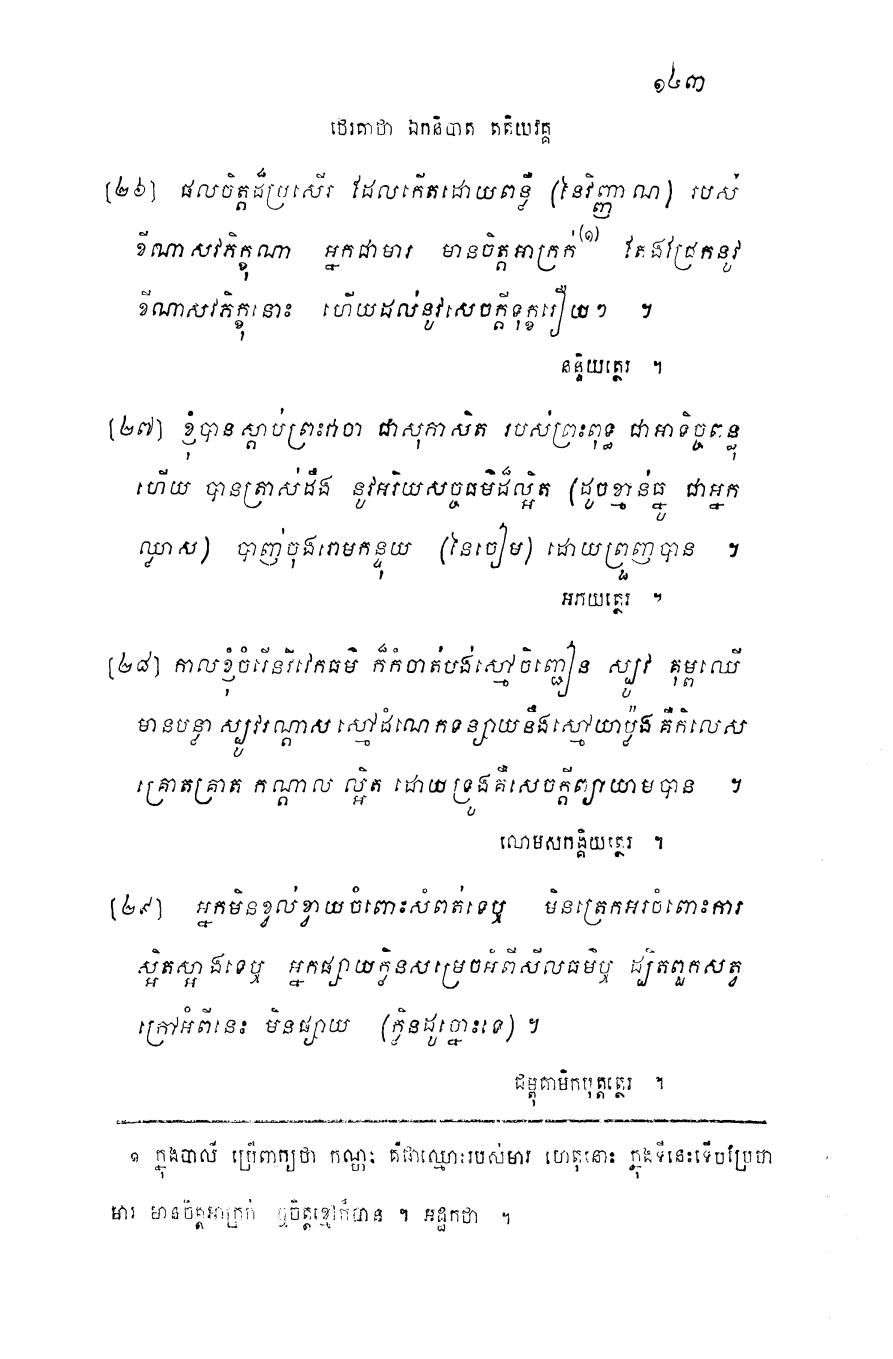 ១៤៣
ថេរគាថា ឯកនិបាត តតិយវគ្គ
(២៦) ផលចិត្តដ៏ប្រសើរ ដែលកើតដោយពន្លឺ (នៃវិញ្ញាណ) របស់
ខីណាសវភិក្ខុណា អ្នកជាមារ មានចិត្តអាក្រក់(១) តែងជ្រកនូវ
ខីណាសវភិក្ខុនោះ ហើយដល់នូវសេចក្តីទុក្ខរឿយៗ ។
នន្ទិយត្ថេរ ។
(២៧) ខ្ញុំបានស្តាប់ព្រះវាចា ជាសុភាសិត របស់ព្រះពុទ្ធ ជាអាទិច្ចពន្ធុ
ហើយ បានត្រាស់ដឹង នូវអរិយសច្ចធម៌ដ៏ល្អិត (ដូចខ្មាន់ធ្នូ ជាអ្នក
ឈ្លាស) បាញ់ចុងរោមកន្ទុយ (នៃចៀម) ដោយព្រួញបាន ។
អភយត្ថេរ ។
(២៨) កាលខ្ញុំចំរើនវិវេកធម៌ ក៏កំចាត់បង់ស្មៅចិញ្ជៀន ស្បូវ គុម្ពឈើ
មានបន្លា ស្បូវរណ្តាស ស្មៅដំណេកទន្សាយនឹងស្មៅយាប្លុង គឺកិលេស
គ្រោតគ្រាត កណ្តាល ល្អិត ដោយទ្រូងគឺសេចក្តីព្យាយាមបាន ។
លោមសកង្គិយត្ថេរ ។
(២៩) អ្នកមិនខ្វល់ខ្វាយចំពោះសំពត់ទេឬ មិនត្រេកអរចំពោះការ
ស្អិតស្អាងទេឬ អ្នកផ្សាយក្លិនសម្រេចអំពីសីលធម៌ឬ ដ្បិតពួកសត្វ
ក្រៅអំពីនេះ មិនផ្សាយ (ក្លិនដូច្នោះទេ) ។
ជម្ពុគាមិកបុត្តត្ថេរ ។
១ ក្នុងបាលី ប្រើពាក្យថា កណ្ហៈ គឺជាឈ្មោះរបស់មារ ហេតុនោះ ក្នុងទីនេះទើបប្រែថា
មារ មានចិត្តអាក្រក់ ឬចិត្តខ្មៅក៏បាន ។ អដ្ឋកថា ។